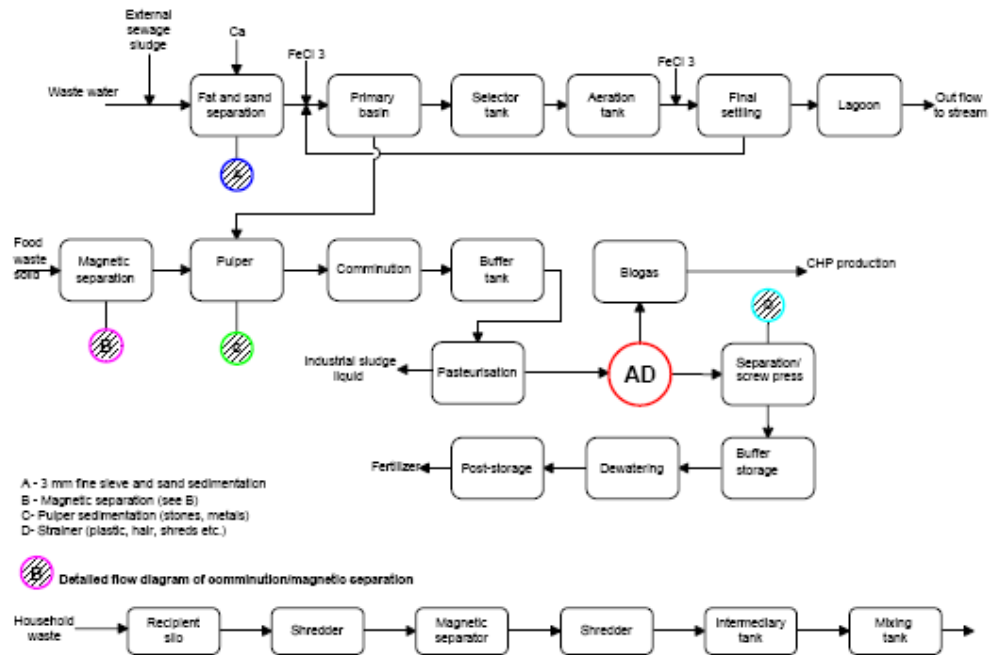 External
sewage
sludge
Ca
FeCl 3
FeCl 3
Waste water
Fat and sand
separation
Primary
basin
Selector
tank
Aeration
tank
Final
settling
Lagoon
Out flow
to stream
A
Food
waste
solid
Magnetic
separation
Pulper
Comminution
Buffer
tank
Biogas
CHP production
B
Industrial sludge
liquid
Pasteurisation
AD
Separation/
screw press
Fertilizer
Post-storage
Dewatering
Buffer
storage
A - 3 mm fine sieve and sand sedimentation
B - Magnetic separation (see B)
C- Pulper sedimentation (stones, metals)
D- Strainer (plastic, hair, shreds etc.)
B
Detailed flow diagram of comminution/magnetic separation
Household
waste
Recipient
silo
Shredder
Magnetic
separator
Shredder
Intermediary
tank
Mixing
tank